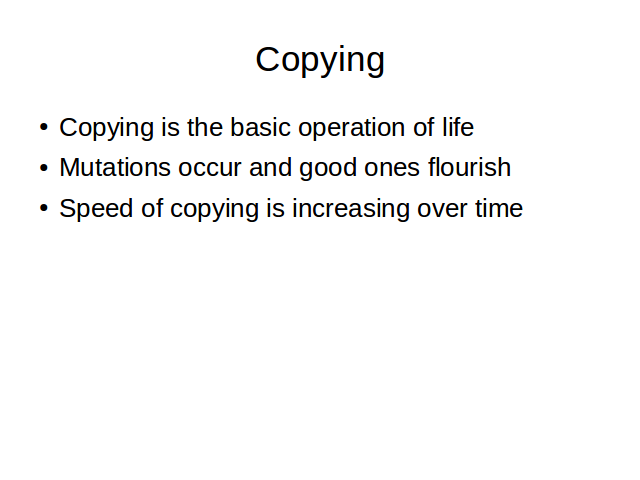 Copying
• Copying is the basic operation of life
• Mutations occur and good ones flourish
• Speed of copying is increasing over time